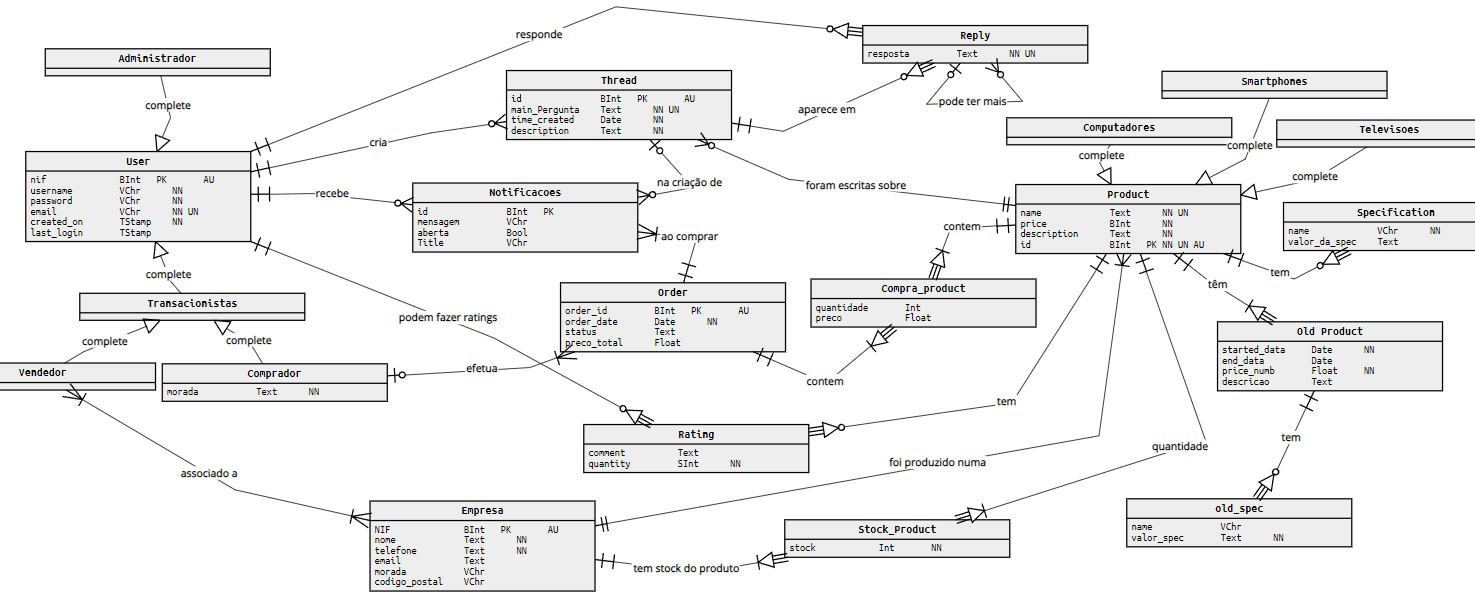 responde
Reply
resposta Text NN UN
Administrador
complete
Thread
id BInt PK AU
main_Pergunta Text NN UN
time_created Date NN
description Text NN
Smartphones
pode ter mais
aparece em
Computadores
Televisoes
complete
cria
User
nif BInt PK AU
username VChr NN
password VChr NN
email VChr NN UN
created_on TStamp NN
last_login TStamp
complete
complete
na criação de
foram escritas sobre
recebe
Notificacoes
id BInt PK
mensagem VChr
aberta Bool
Title VChr
Product
name Text NN UN
price BInt NN
description Text NN
id BInt PK NN UN AU
Specification
name VChr NN
valor_da_spec Text
ao comprar
contem
complete
tem
têm
Transacionistas
Order
order_id BInt PK AU
order_date Date NN
status Text
preco_total Float
Compra_product
quantidade Int
preco Float
podem fazer ratings
Old Product
started_data Date NN
end_data Date
price_numb Float NN
descricao Text
complete
complete
Vendedor
Comprador
morada Text NN
efetua
contem
tem
Rating
comment Text
quantity SInt NN
tem
quantidade
foi produzido numa
associado a
Empresa
NIF BInt PK AU
nome Text NN
telefone Text NN
email Text
morada VChr
codigo_postal VChr
Stock_Product
stock Int NN
old_spec
name VChr
valor_spec Text NN
tem stock do produto